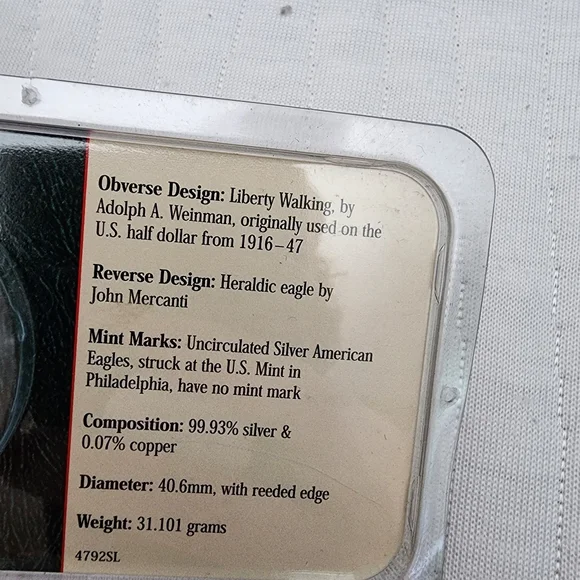 Obverse Design: Liberty Walking, by
Adolph A. Weinman, originally used on the
U.S. half dollar from 1916–47
Reverse Design: Heraldic eagle by
John Mercanti
Mint Marks: Uncirculated Silver American
Eagles, struck at the U.S. Mint in
Philadelphia, have no mint mark
Composition: 99.93% silver &
0.07% copper
Diameter: 40.6mm, with reeded edge
Weight: 31.101 grams
4792SL